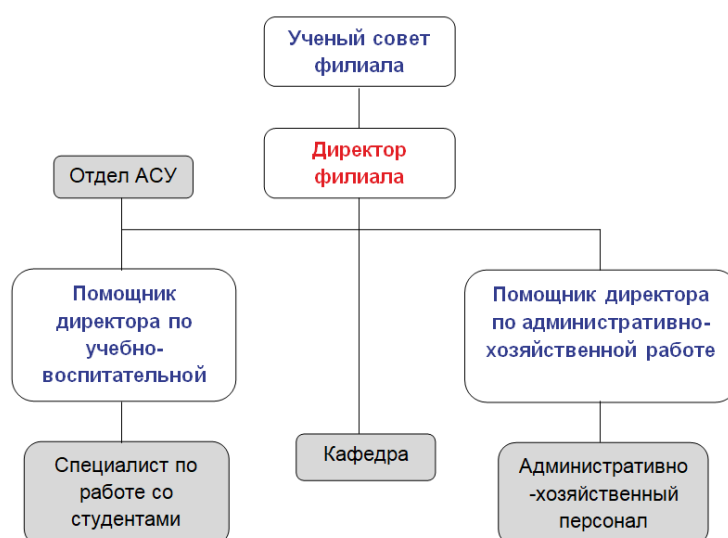 Ученый совет
филиала
Директор
филиала
Отдел АСУ
Помощник
директора по
учебно-
воспитательной
Помощник директора
по административно-
хозяйственной работе
Специалист по
работе со
студентами
Кафедра
Административно
-хозяйственный
персонал